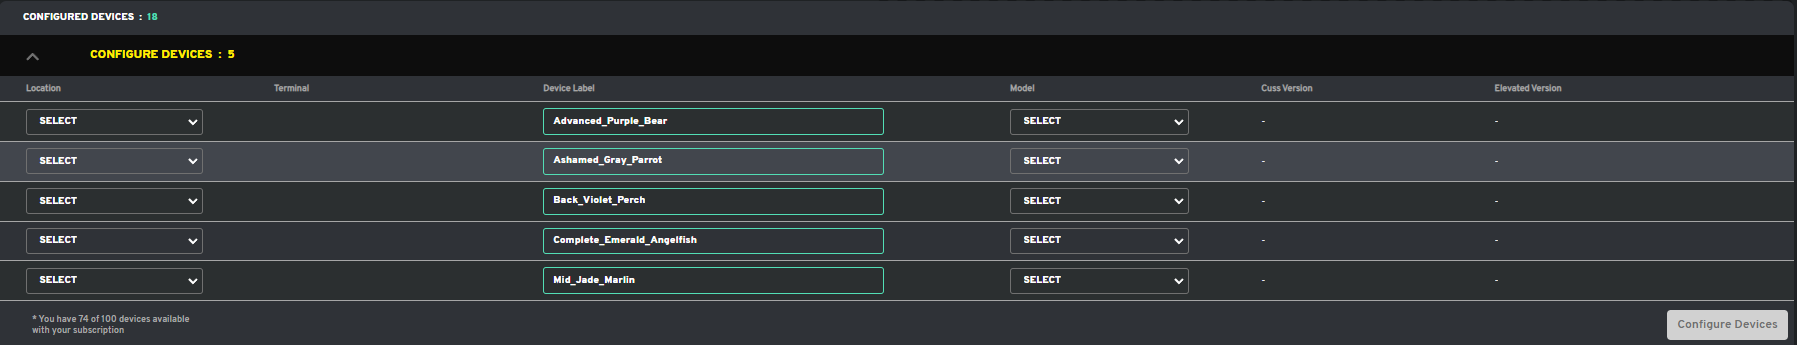 CONFIGURED DEVICES : 18
CONFIGURE DEVICES : 5
Location Terminal Device Label Model Cuss Version Elevated Version
SELECT Advanced_Purple_Bear SELECT - -
SELECT Ashamed_Gray_Parrot SELECT - -
SELECT Back_Violet_Perch SELECT - -
SELECT Complete_Emerald_Angelfish SELECT - -
SELECT Mid_Jade_Marlin SELECT - -
* You have 74 of 100 devices available
with your subscription
Configure Devices